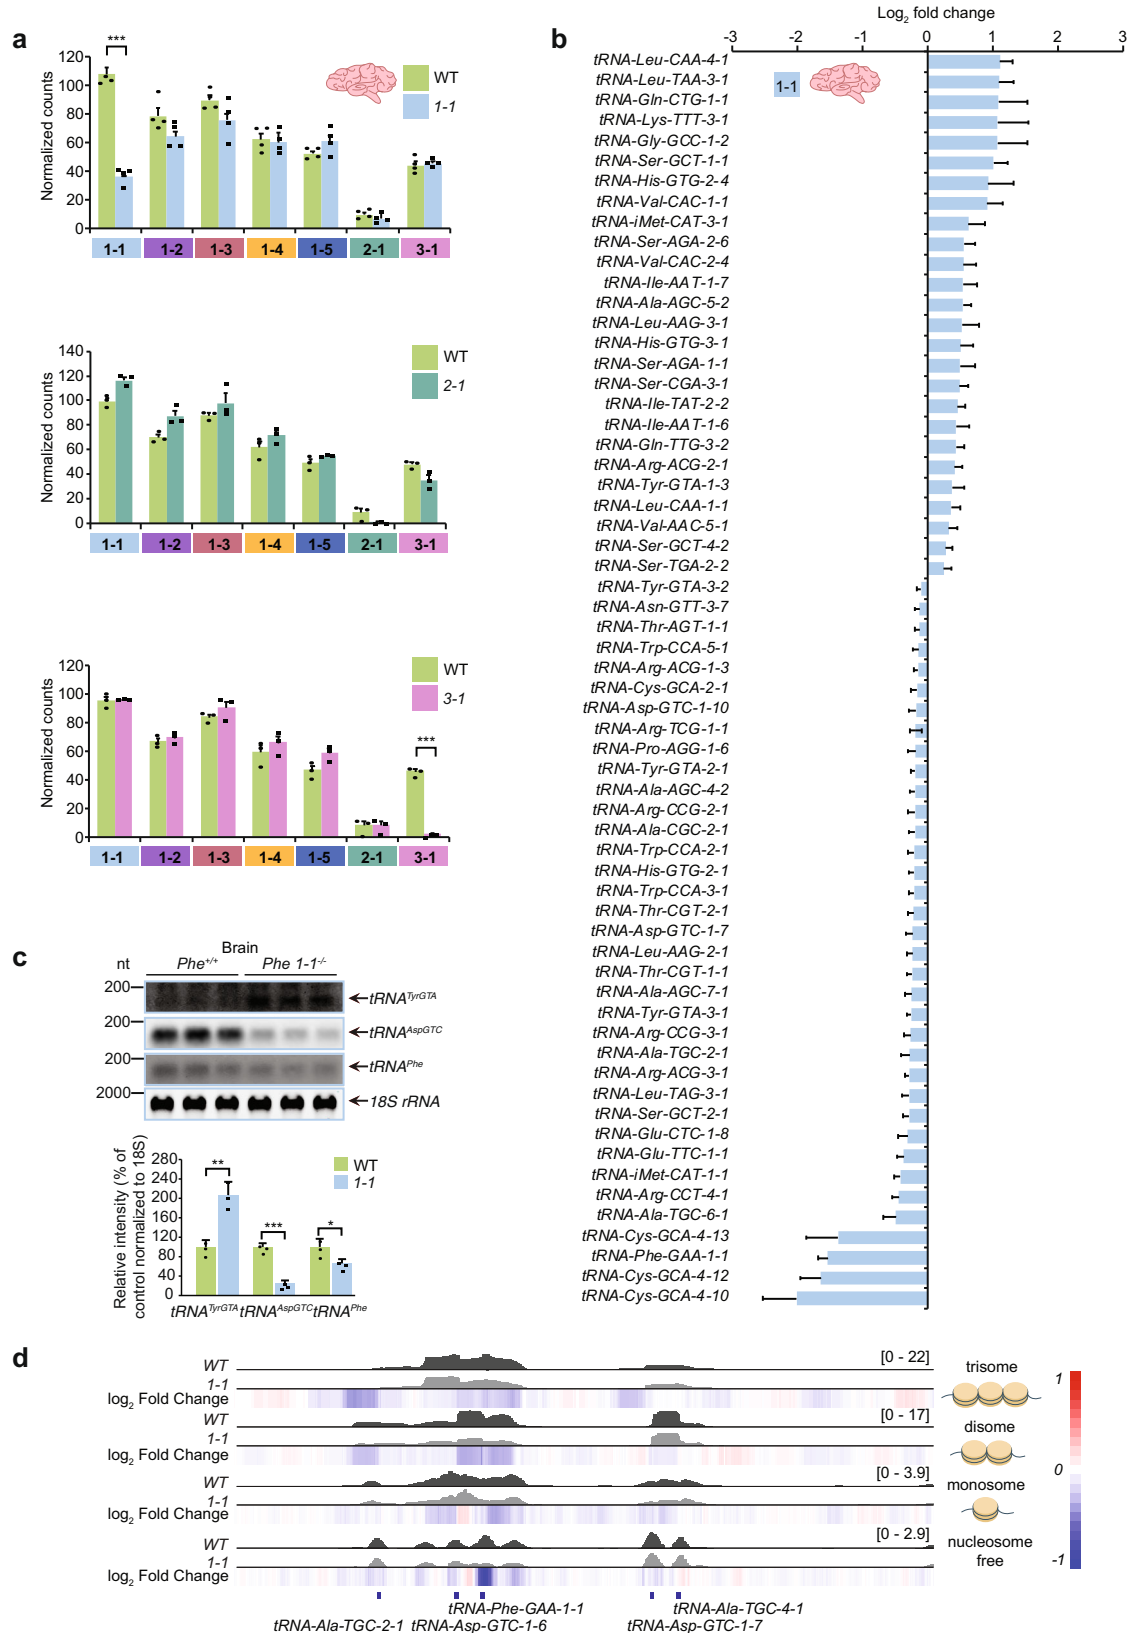 a
Normalized counts
120
100
80
60
40
20
0
***
WT
1-1
1-1 1-2 1-3 1-4 1-5 2-1 3-1
Normalized counts
140
120
100
80
60
40
20
0
WT
2-1
1-1 1-2 1-3 1-4 1-5 2-1 3-1
Normalized counts
120
100
80
60
40
20
0
WT
3-1
***
1-1 1-2 1-3 1-4 1-5 2-1 3-1
b
Log2 fold change
-3 -2 -1 0 1 2 3
1-1
tRNA-Leu-CAA-4-1
tRNA-Leu-TAA-3-1
tRNA-Gln-CTG-1-1
tRNA-Lys-TTT-3-1
tRNA-Gly-GCC-1-2
tRNA-Ser-GCT-1-1
tRNA-His-GTG-2-4
tRNA-Val-CAC-1-1
tRNA-iMet-CAT-3-1
tRNA-Ser-AGA-2-6
tRNA-Val-CAC-2-4
tRNA-Ile-AAT-1-7
tRNA-Ala-AGC-5-2
tRNA-Leu-AAG-3-1
tRNA-His-GTG-3-1
tRNA-Ser-AGA-1-1
tRNA-Ser-CGA-3-1
tRNA-Ile-TAT-2-2
tRNA-Ile-AAT-1-6
tRNA-Gln-TTG-3-2
tRNA-Arg-ACG-2-1
tRNA-Tyr-GTA-1-3
tRNA-Leu-CAA-1-1
tRNA-Val-AAC-5-1
tRNA-Ser-GCT-4-2
tRNA-Ser-TGA-2-2
tRNA-Tyr-GTA-3-2
tRNA-Asn-GTT-3-7
tRNA-Thr-AGT-1-1
tRNA-Trp-CCA-5-1
tRNA-Arg-ACG-1-3
tRNA-Cys-GCA-2-1
tRNA-Asp-GTC-1-10
tRNA-Arg-TCG-1-1
tRNA-Pro-AGG-1-6
tRNA-Tyr-GTA-2-1
tRNA-Ala-AGC-4-2
tRNA-Arg-CCG-2-1
tRNA-Ala-CGC-2-1
tRNA-Trp-CCA-2-1
tRNA-His-GTG-2-1
tRNA-Trp-CCA-3-1
tRNA-Thr-CGT-2-1
tRNA-Asp-GTC-1-7
tRNA-Leu-AAG-2-1
tRNA-Thr-CGT-1-1
tRNA-Ala-AGC-7-1
tRNA-Tyr-GTA-3-1
tRNA-Arg-CCG-3-1
tRNA-Ala-TGC-2-1
tRNA-Arg-ACG-3-1
tRNA-Leu-TAG-3-1
tRNA-Ser-GCT-2-1
tRNA-Glu-CTC-1-8
tRNA-Glu-TTC-1-1
tRNA-iMet-CAT-1-1
tRNA-Arg-CCT-4-1
tRNA-Ala-TGC-6-1
tRNA-Cys-GCA-4-13
tRNA-Phe-GAA-1-1
tRNA-Cys-GCA-4-12
tRNA-Cys-GCA-4-10
c
Brain
nt Phe+/+ Phe 1-1-/-
200 tRNATyrGTA
200 tRNAAspGTC
200 tRNAPhe
2000 18S rRNA
Relative intensity (% of
control normalized to 18S)
280
240
200
160
120
80
40
0
** *** *
WT
1-1
tRNATyrGTA tRNAAspGTC tRNAPhe
d
WT [0 - 22] trisome
1-1
log2 Fold Change
WT [0 - 17] disome
1-1
log2 Fold Change
WT [0 - 3.9] monosome
1-1
log2 Fold Change
WT [0 - 2.9] nucleosome
free
1-1
log2 Fold Change
1
0
-1
tRNA-Phe-GAA-1-1 tRNA-Ala-TGC-4-1
tRNA-Ala-TGC-2-1 tRNA-Asp-GTC-1-6 tRNA-Asp-GTC-1-7